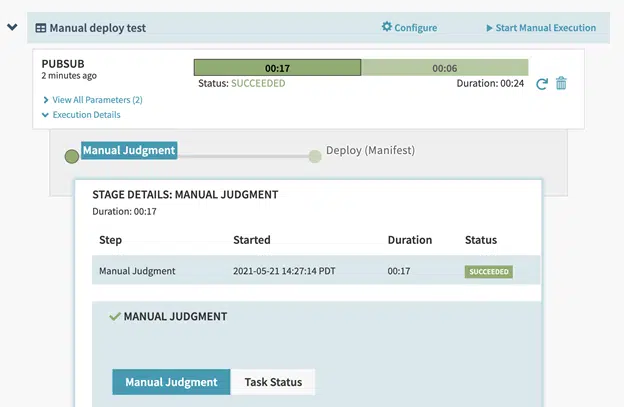 Manual deploy test Configure Start Manual Execution
PUBSUB 00:17 00:06
2 minutes ago Status: SUCCEEDED Duration: 00:24
View All Parameters (2)
Execution Details
Manual Judgment Deploy (Manifest)
STAGE DETAILS: MANUAL JUDGMENT
Duration: 00:17
Step Started Duration Status
Manual Judgment 2021-05-21 14:27:14 PDT 00:17 SUCCEEDED
MANUAL JUDGMENT
Manual Judgment Task Status